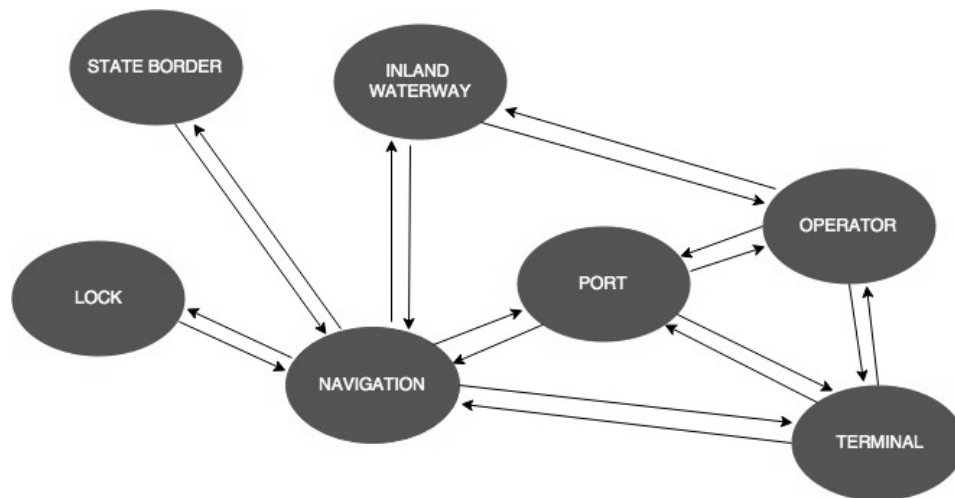 STATE BORDER
INLAND
WATERWAY
OPERATOR
PORT
LOCK
NAVIGATION
TERMINAL